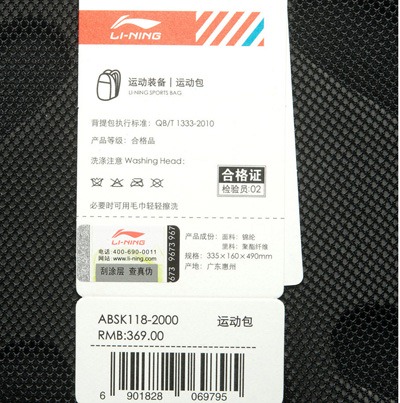 LI-NING
运动装备 | 运动包
LI-NING SPORTS BAG
背提包执行标准：QB/T 1333-2010
产品等级：合格品
洗涤注意 Washing Head：
合格证
检验员:02
必要时可用毛巾轻轻擦洗
LI-NING
电话 400-690-0011
网站 www.li-ning.com
刮涂层 查真伪
673 9673 967
产品成份：面料：锦纶
里料：聚酯纤维
规格：335×160×490mm
产地：广东惠州
ABSK118-2000 运动包
RMB:369.00
6 901828 069795